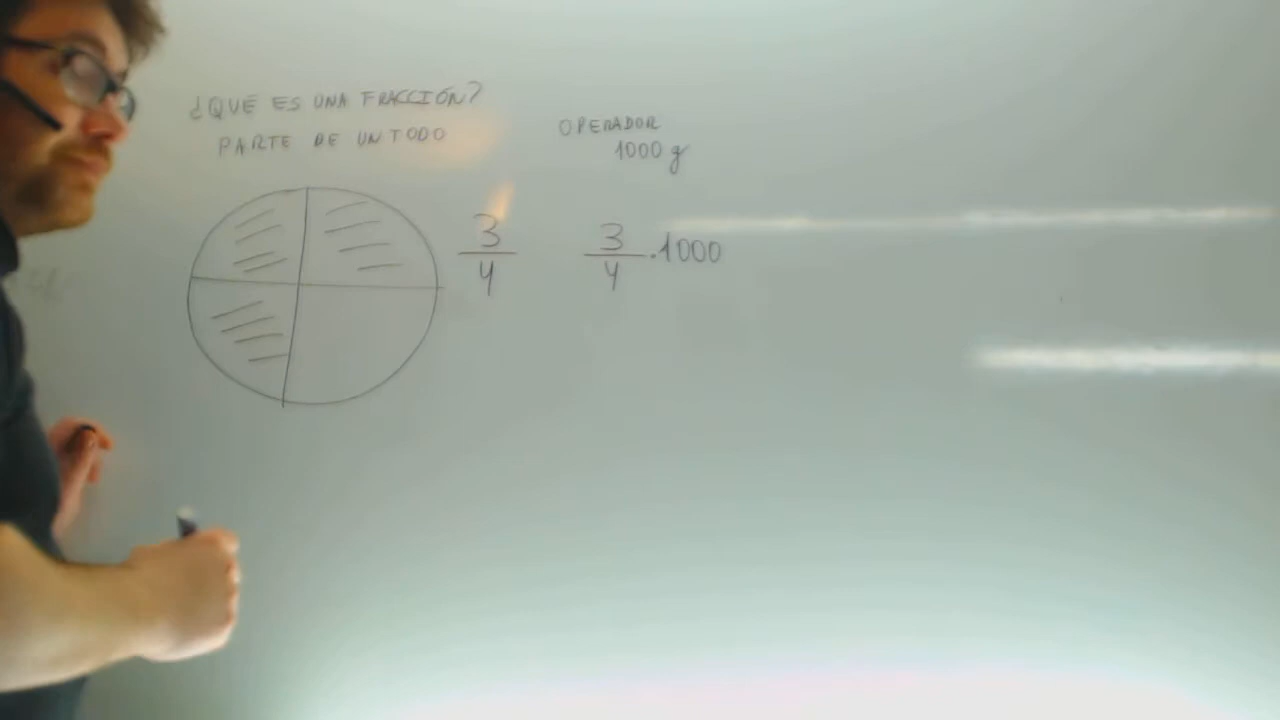 ¿QUÉ ES UNA FRACCIÓN?
PARTE DE UN TODO
3
4
OPERADOR
1000 g
3
4
.1000